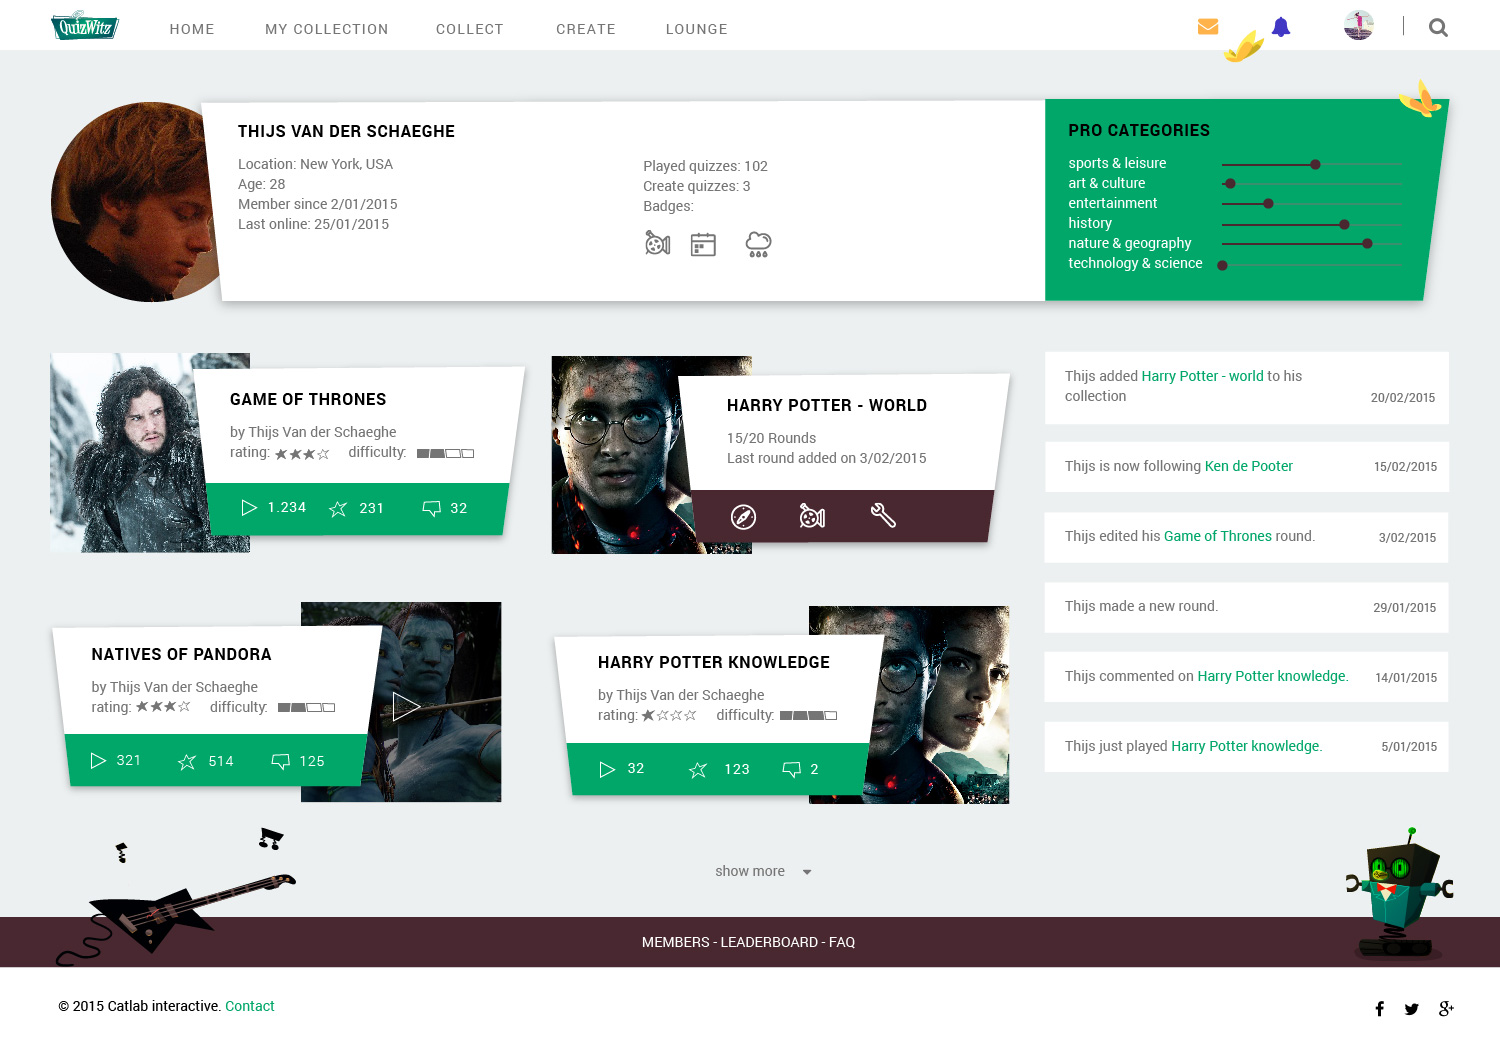 QuizWitz
HOME
MY COLLECTION
COLLECT
CREATE
LOUNGE
THIJS VAN DER SCHAEGHE
Location: New York, USA
Age: 28
Member since 2/01/2015
Last online: 25/01/2015
Played quizzes: 102
Create quizzes: 3
Badges:
PRO CATEGORIES
sports & leisure
art & culture
entertainment
history
nature & geography
technology & science
GAME OF THRONES
by Thijs Van der Schaeghe
rating:
difficulty:
1.234
231
32
HARRY POTTER - WORLD
15/20 Rounds
Last round added on 3/02/2015
NATIVES OF PANDORA
by Thijs Van der Schaeghe
rating:
difficulty:
321
514
125
HARRY POTTER KNOWLEDGE
by Thijs Van der Schaeghe
rating:
difficulty:
32
123
2
Thijs added Harry Potter - world to his
collection
20/02/2015
Thijs is now following Ken de Pooter
15/02/2015
Thijs edited his Game of Thrones round.
3/02/2015
Thijs made a new round.
29/01/2015
Thijs commented on Harry Potter knowledge.
14/01/2015
Thijs just played Harry Potter knowledge.
5/01/2015
show more
MEMBERS - LEADERBOARD - FAQ
© 2015 Catlab interactive. Contact